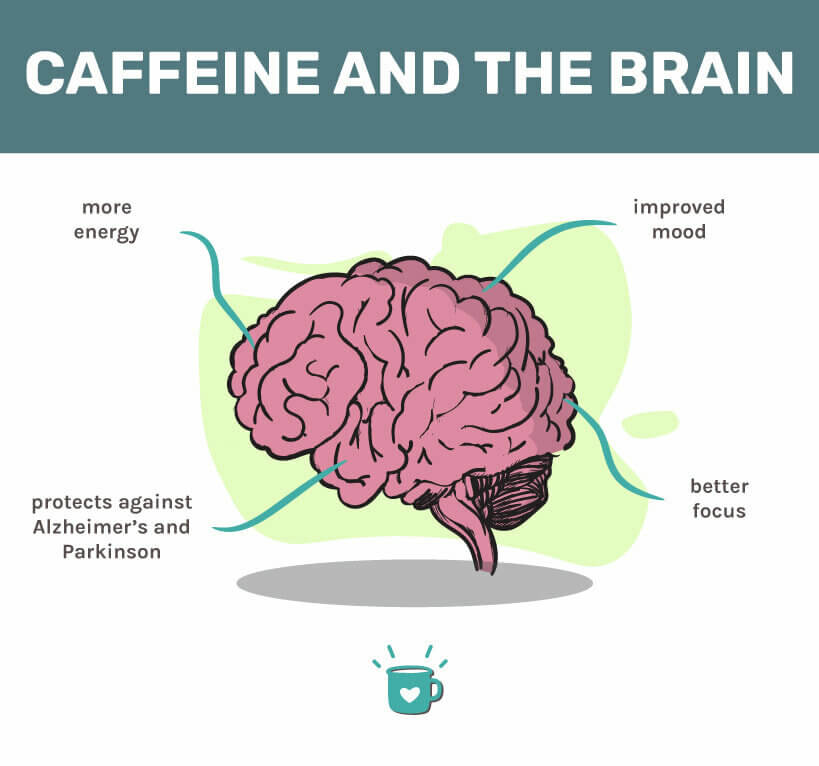 CAFFEINE AND THE BRAIN
more
energy
improved
mood
protects against
Alzheimer's and
Parkinson
better
focus